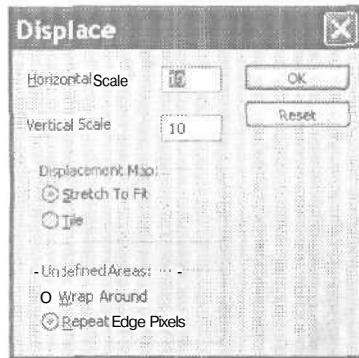 Displace
Horizontal Scale 10
OK
Vertical Scale 10
Reset
Displacement Map:
Stretch To Fit
Tile
Undefined Areas:
Wrap Around
Repeat Edge Pixels